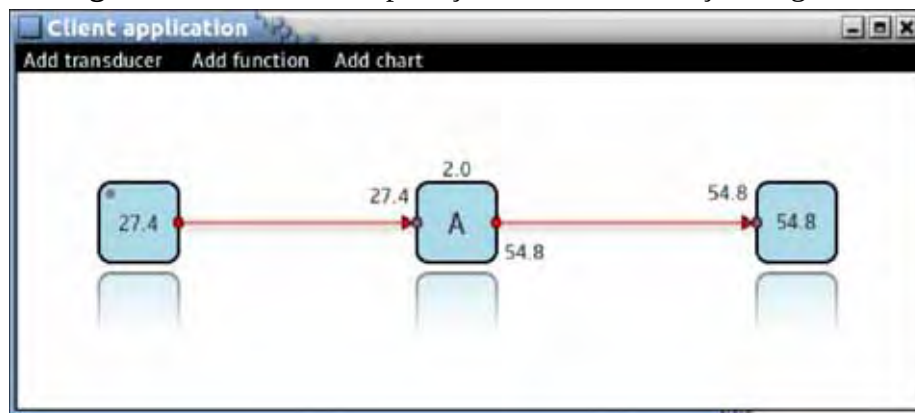 Client application
Add transducer Add function Add chart
2.0
27.4 54.8
27.4 A 54.8
54.8